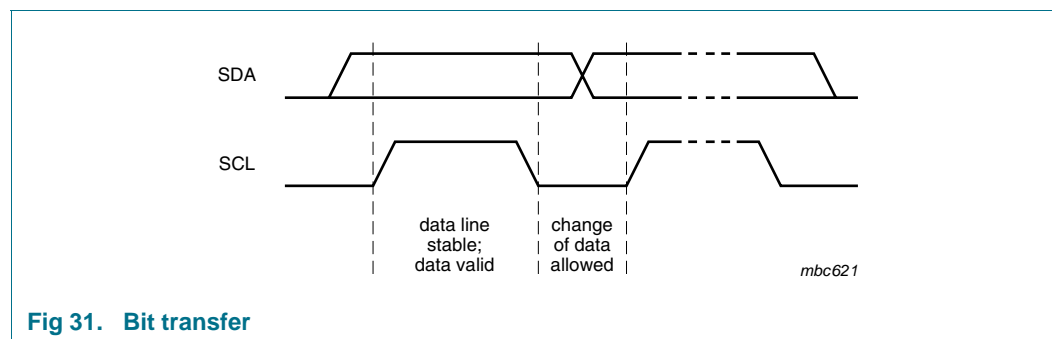 SDA
SCL
data line
stable;
data valid
change
of data
allowed
mbc621
Fig 31. Bit transfer